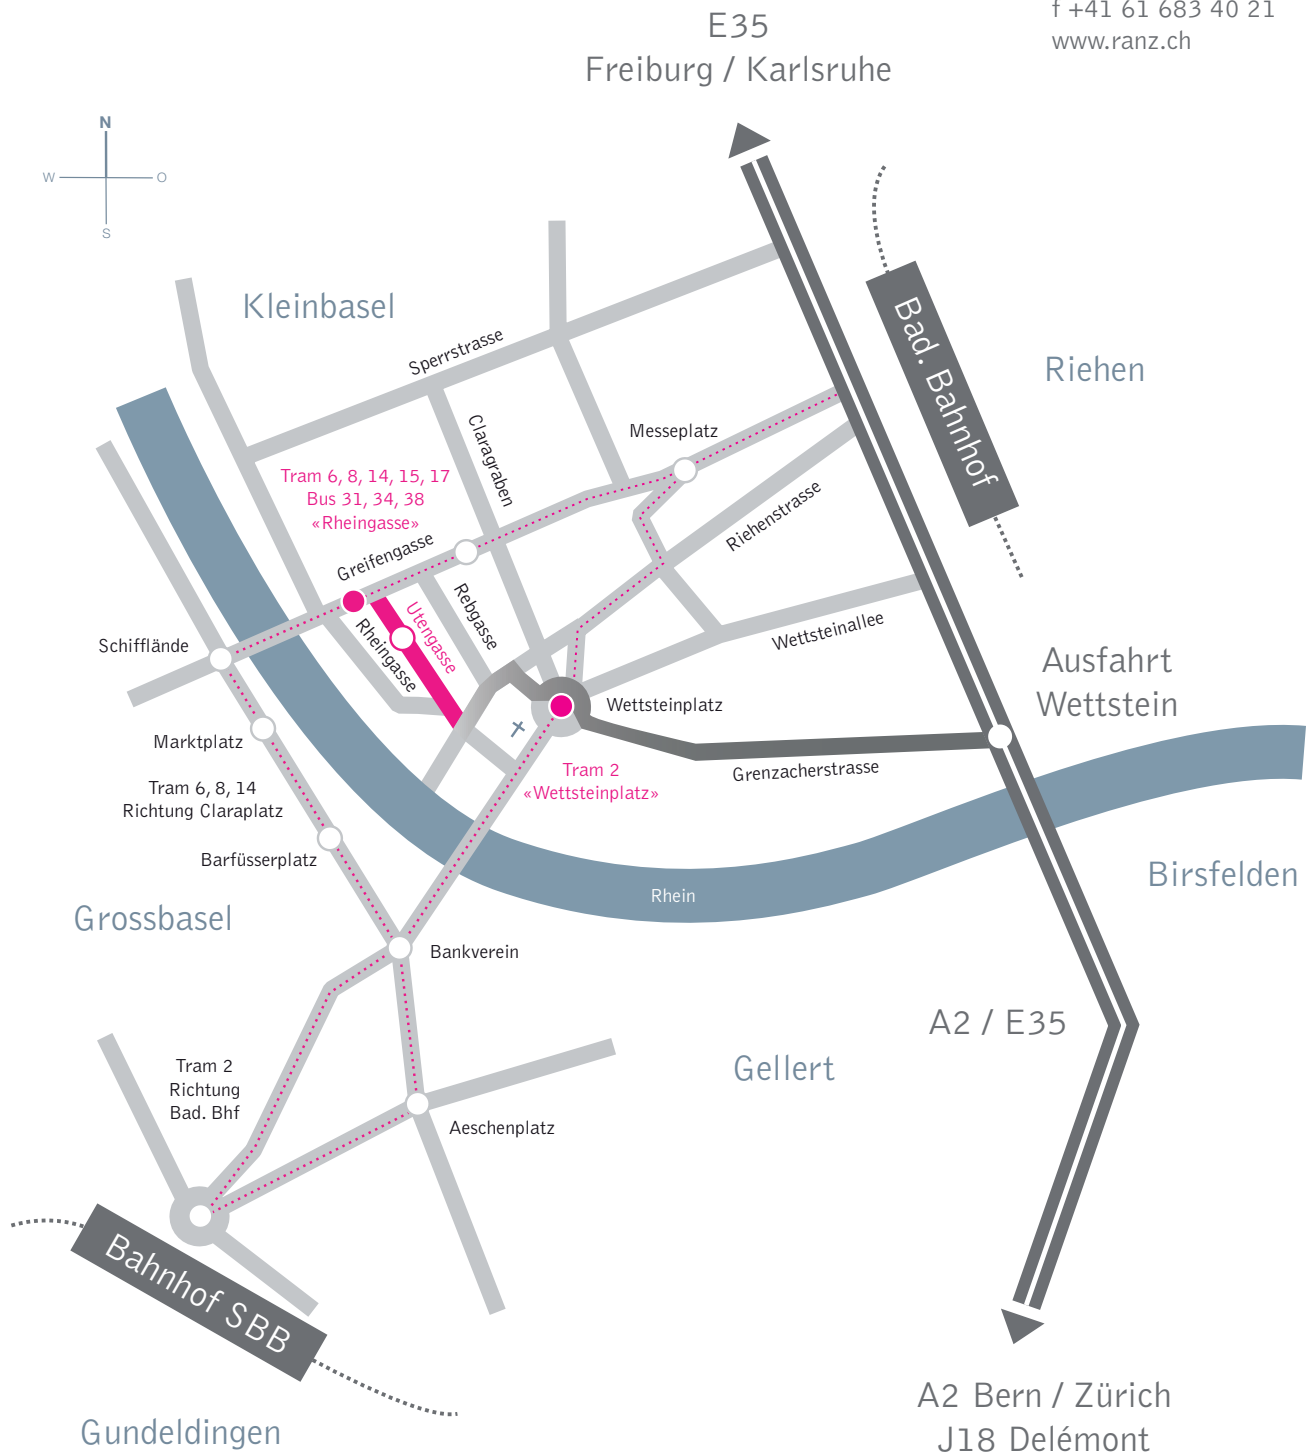 f +41 61 683 40 21
www.ranz.ch
E35
Freiburg / Karlsruhe
N
W
O
S
Kleinbasel
Riehen
Bad. Bahnhof
Sperrstrasse
Claragraben
Messeplatz
Tram 6, 8, 14, 15, 17
Bus 31, 34, 38
«Rheingasse»
Riehenstrasse
Greifengasse
Rebgasse
Utengasse
Rheingasse
Schifflände
Wettsteinallee
Ausfahrt
Wettstein
Wettsteinplatz
Marktplatz
Tram 2
«Wettsteinplatz»
Grenzacherstrasse
Tram 6, 8, 14
Richtung Claraplatz
Barfüsserplatz
Birsfelden
Rhein
Grossbasel
Bankverein
A2 / E35
Tram 2
Richtung
Bad. Bhf
Gellert
Aeschenplatz
Bahnhof SBB
A2 Bern / Zürich
J18 Delémont
Gundeldingen